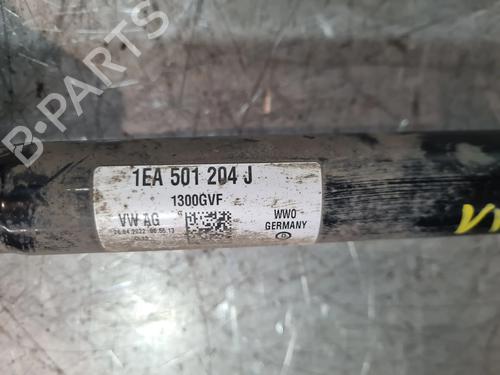 B-PARTS
1EA 501 204 J
1300GVF
VW AG
WWO
GERMANY